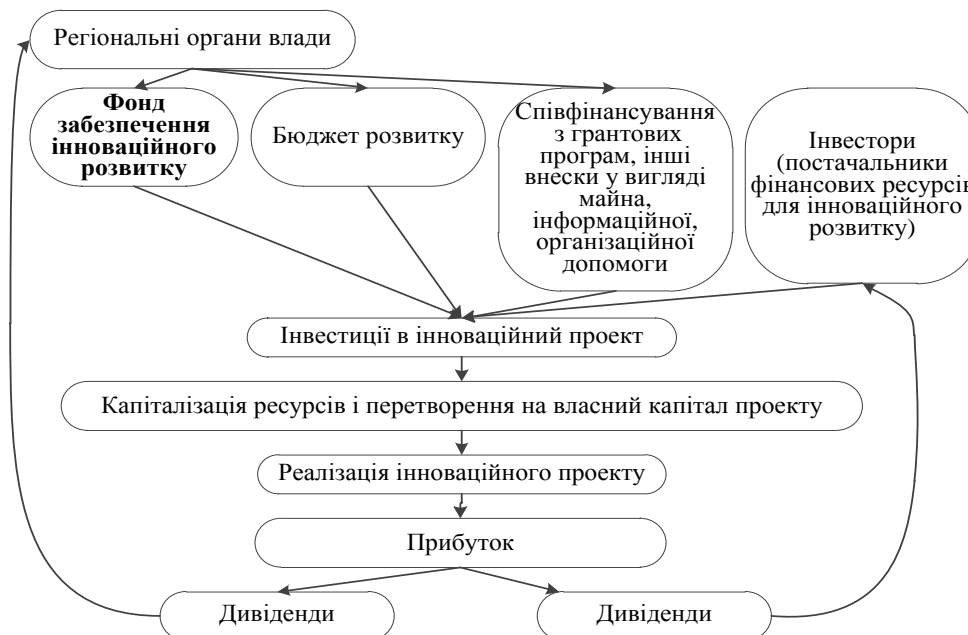 Регіональні органи влади
Фонд
забезпечення
інноваційного
розвитку
Бюджет розвитку
Співфінансування
з грантових
програм, інші
внески у вигляді
майна,
інформаційної,
організаційної
допомоги
Інвестори
(постачальники
фінансових ресурсів
для інноваційного
розвитку)
Інвестиції в інноваційний проект
Капіталізація ресурсів і перетворення на власний капітал проекту
Реалізація інноваційного проекту
Прибуток
Дивіденди
Дивіденди